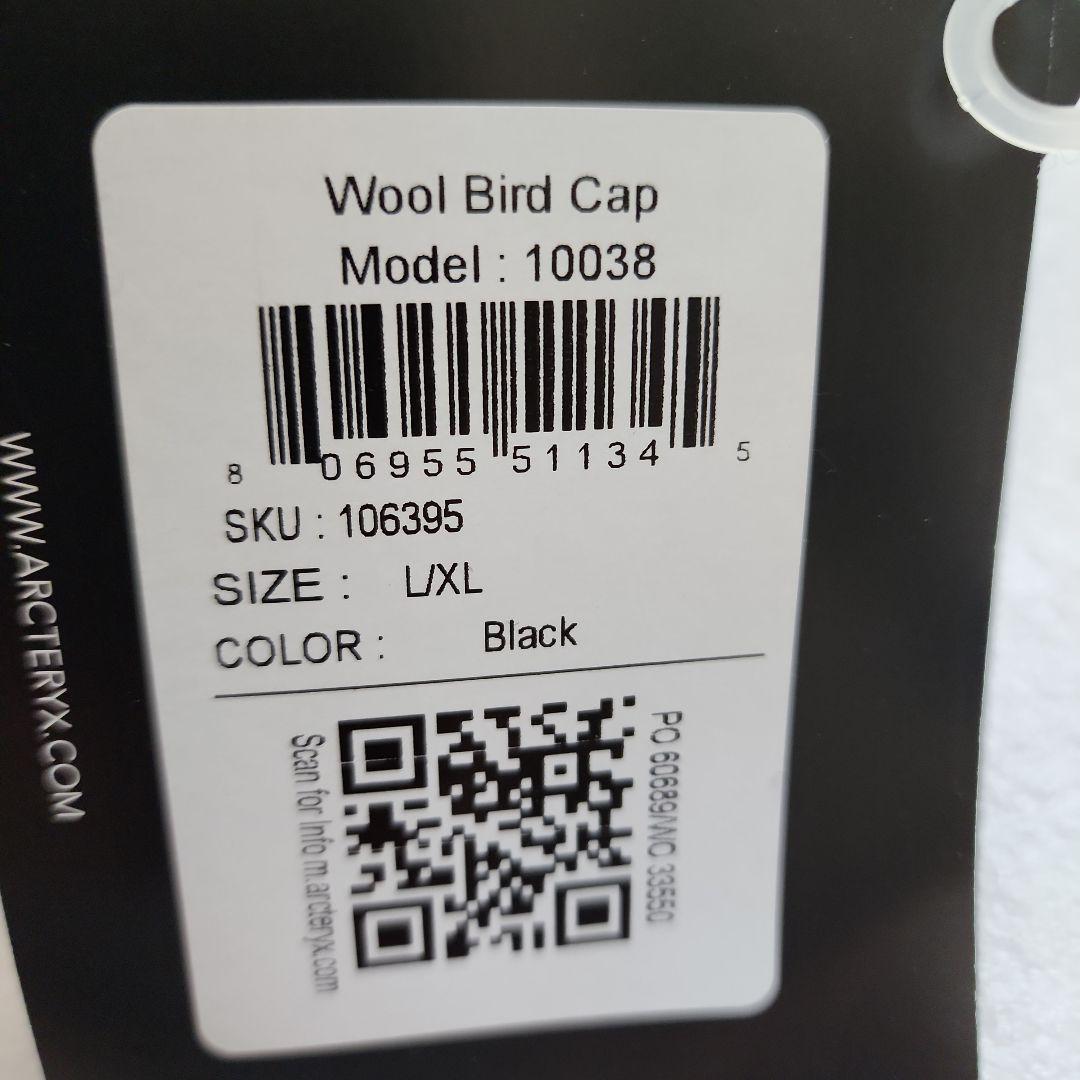 Wool Bird Cap
Model : 10038
8 06955 51134 5
SKU : 106395
SIZE : L/XL
COLOR : Black
PO 60689/WO 33550
Scan for Info m.arcteryx.com
WWW.ARCTERYX.COM